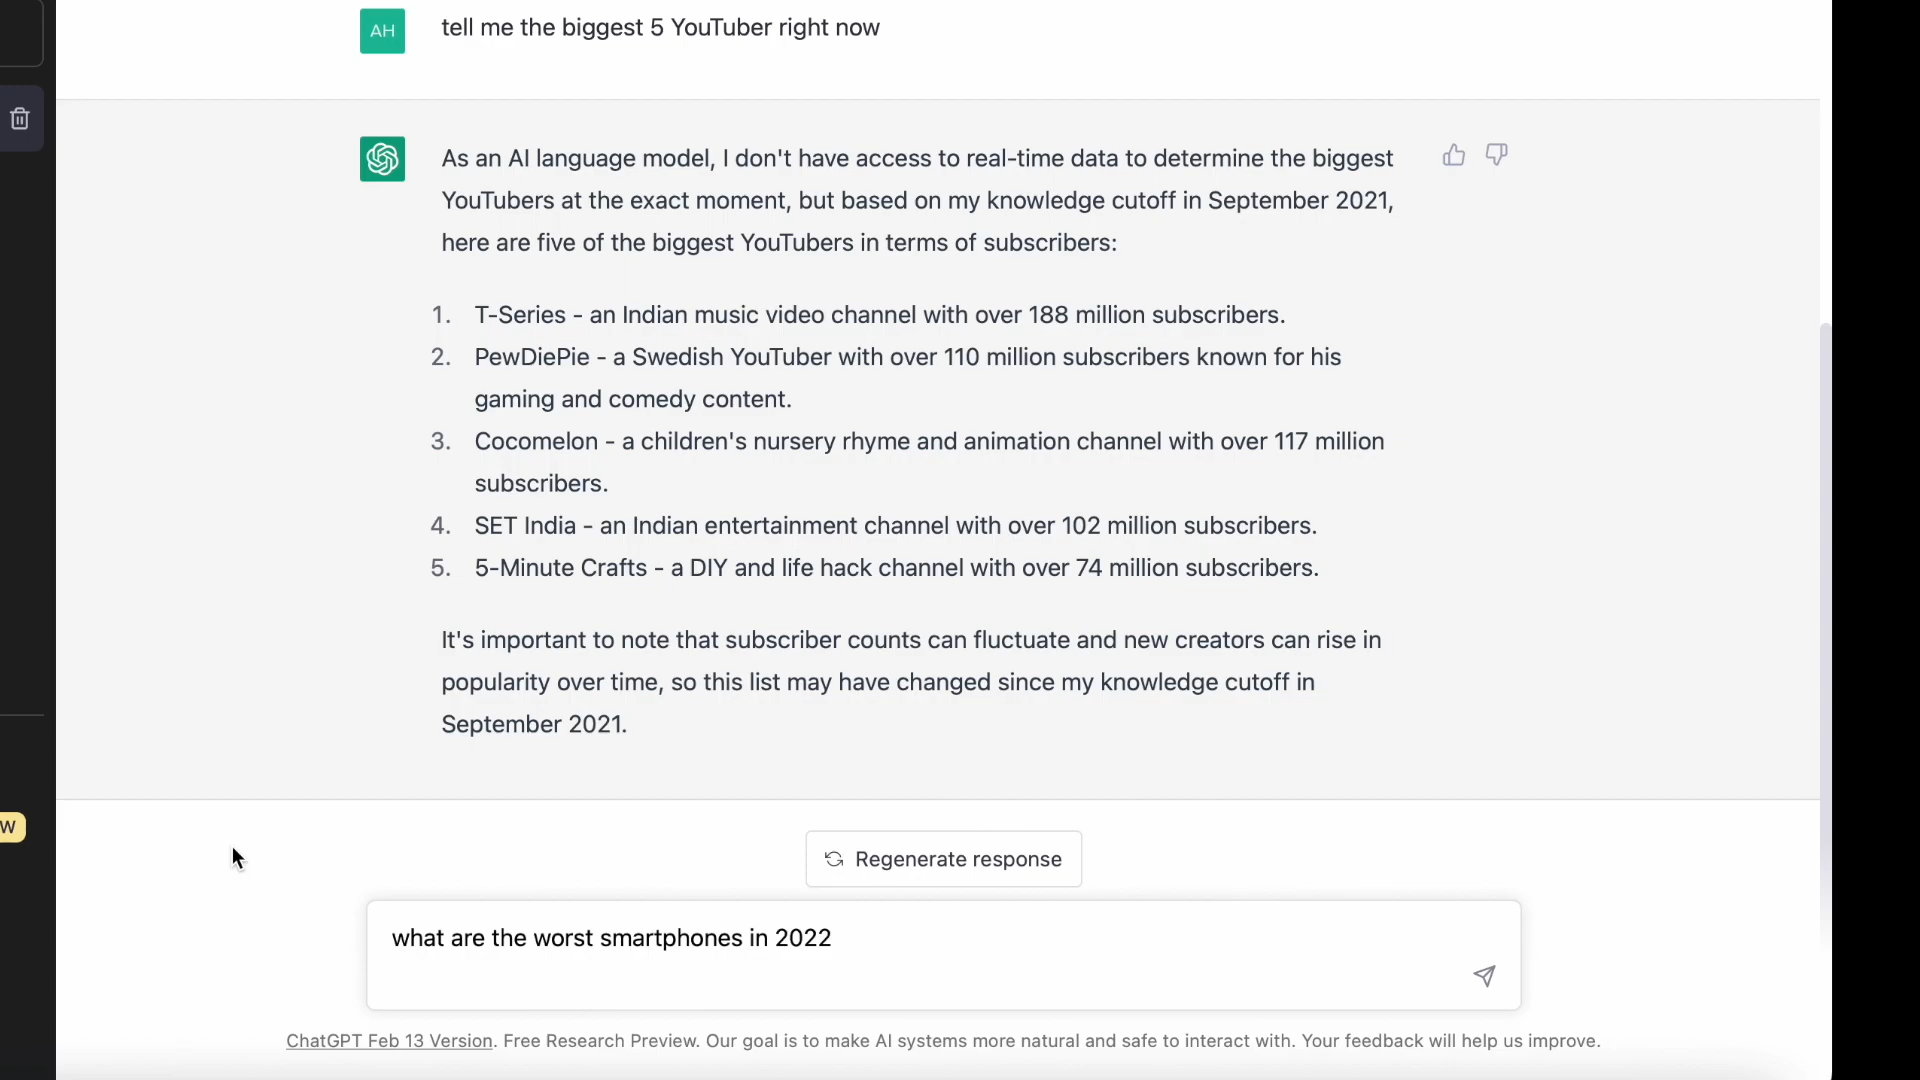 AH
tell me the biggest 5 YouTuber right now
As an AI language model, I don't have access to real-time data to determine the biggest
YouTubers at the exact moment, but based on my knowledge cutoff in September 2021,
here are five of the biggest YouTubers in terms of subscribers:
1. T-Series - an Indian music video channel with over 188 million subscribers.
2. PewDiePie - a Swedish YouTuber with over 110 million subscribers known for his
gaming and comedy content.
3. Cocomelon - a children's nursery rhyme and animation channel with over 117 million
subscribers.
4. SET India - an Indian entertainment channel with over 102 million subscribers.
5. 5-Minute Crafts - a DIY and life hack channel with over 74 million subscribers.
It's important to note that subscriber counts can fluctuate and new creators can rise in
popularity over time, so this list may have changed since my knowledge cutoff in
September 2021.
W
Regenerate response
what are the worst smartphones in 2022
ChatGPT Feb 13 Version. Free Research Preview. Our goal is to make AI systems more natural and safe to interact with. Your feedback will help us improve.